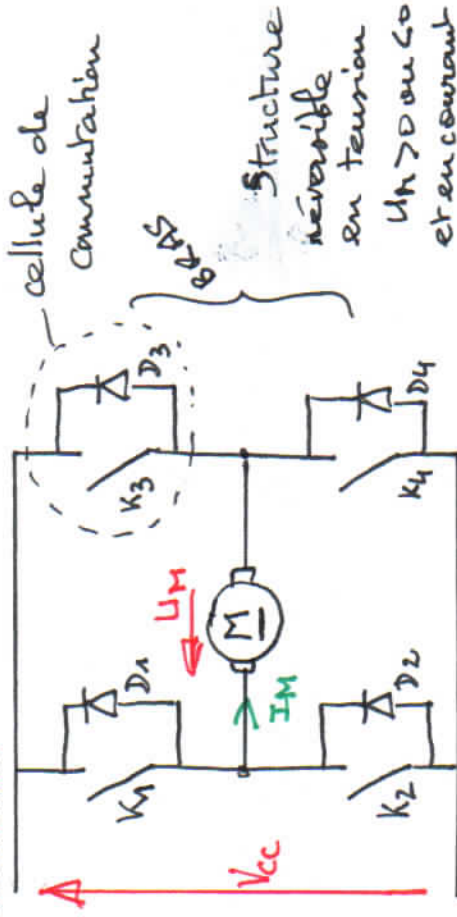 cellule de
commutation
D3
K3
BRAS
Structure
réversible
en tension
UM>0 ou <0
et en courant
D1
K1
UM
M
IM
D2
K2
D4
K4
Vcc